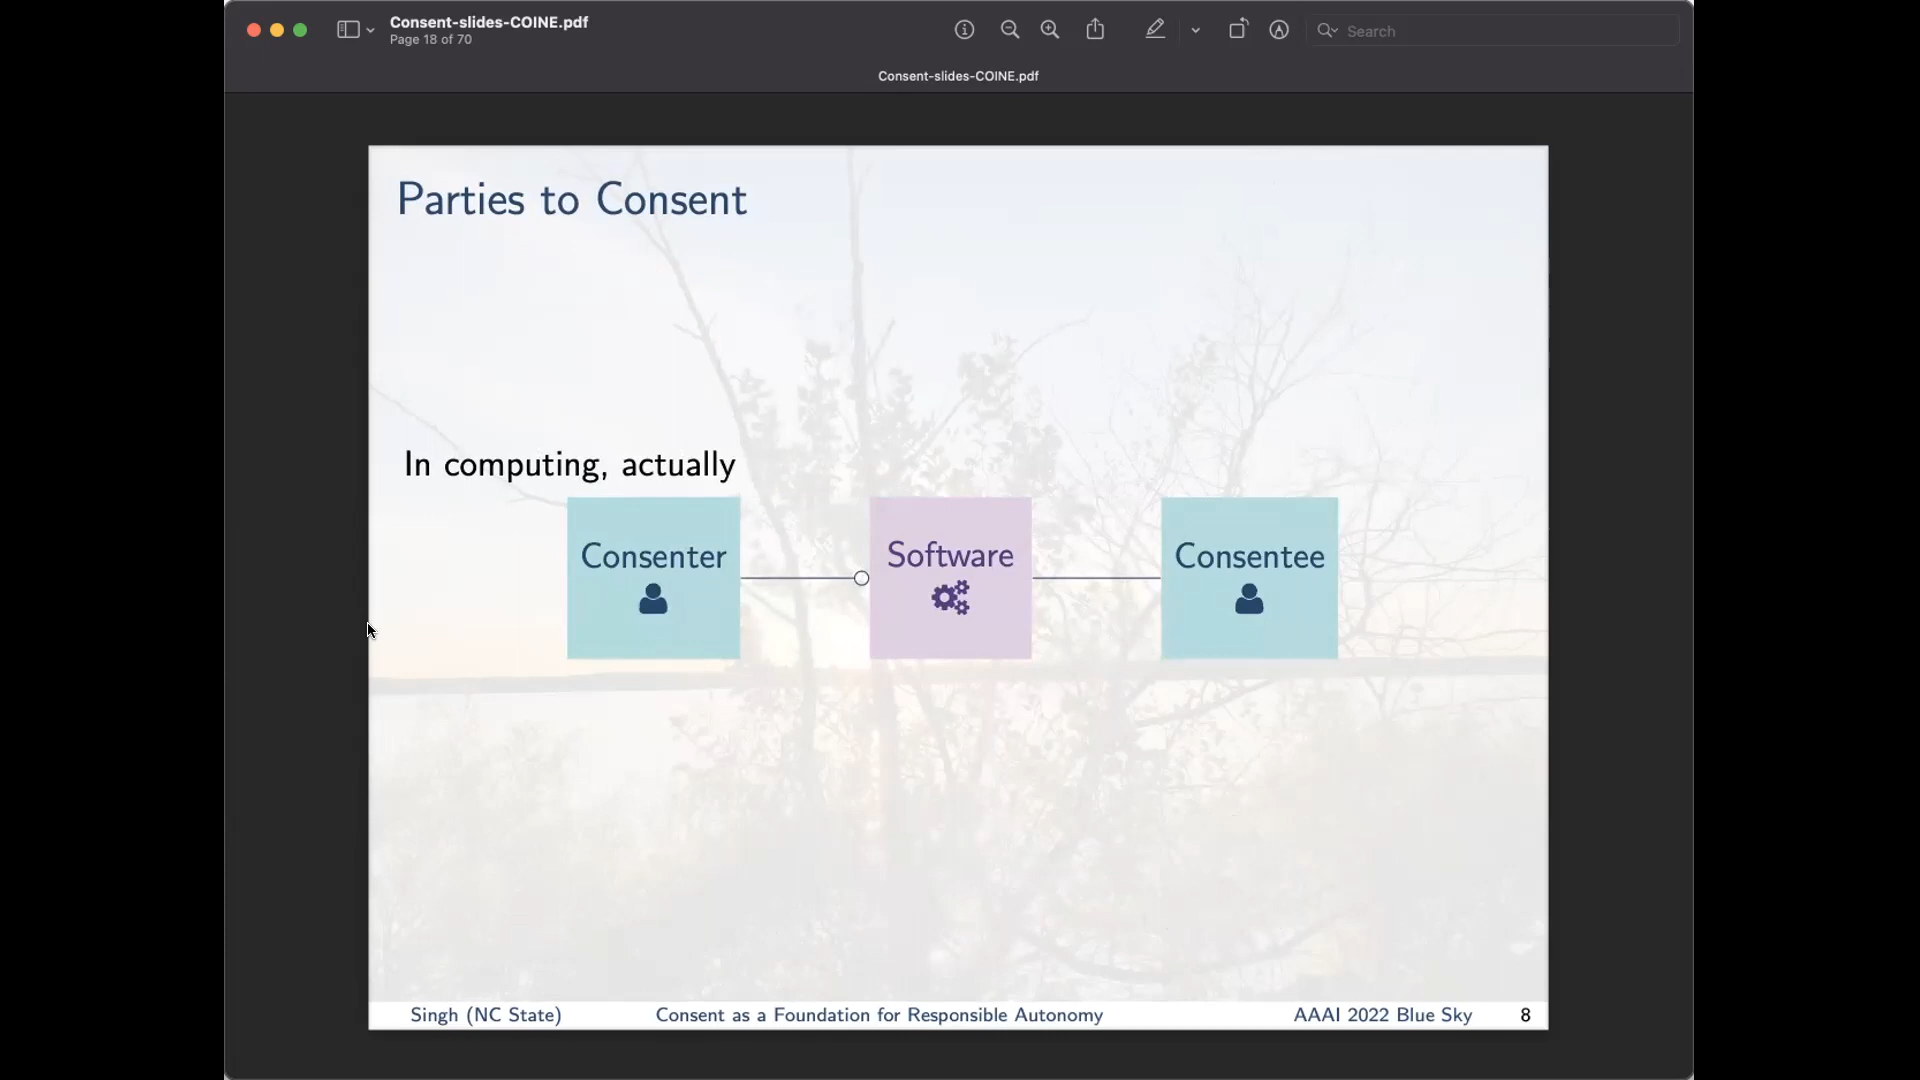 Consent-slides-COINE.pdf
Page 18 of 70
Search
Consent-slides-COINE.pdf
Parties to Consent
In computing, actually
Consenter
Software
Consentee
Singh (NC State)
Consent as a Foundation for Responsible Autonomy
AAAI 2022 Blue Sky
8